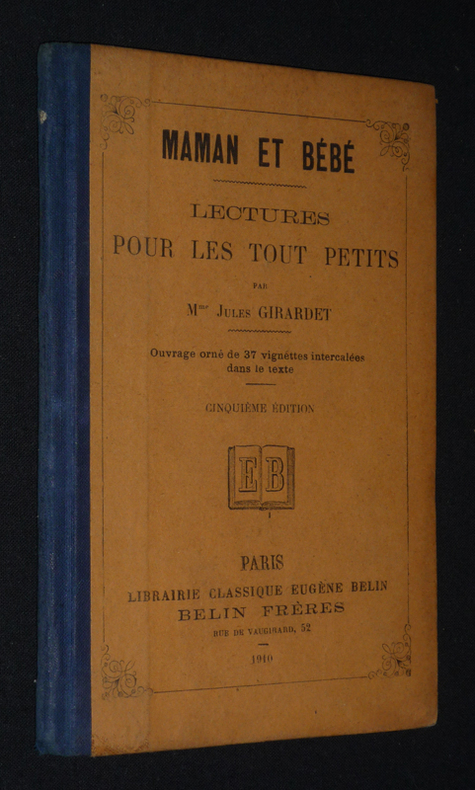 MAMAN ET BÉBÉ
LECTURES
POUR LES TOUT PETITS
PAR
Mme JULES GIRARDET
Ouvrage orné de 37 vignettes intercalées
dans le texte
CINQUIÈME ÉDITION
EB
PARIS
LIBRAIRIE CLASSIQUE EUGÈNE BELIN
BELIN FRÈRES
RUE DE VAUGIRARD, 52
1910